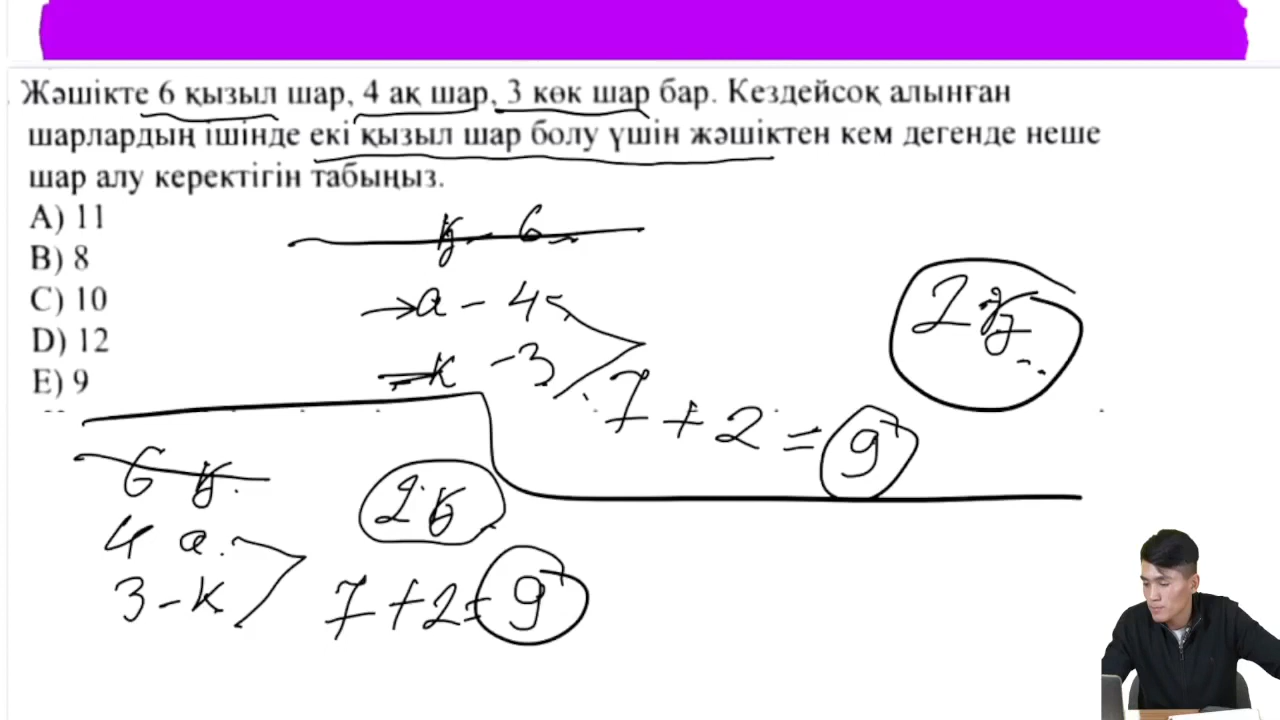 Жәшікте 6 қызыл шар, 4 ақ шар, 3 көк шар бар. Кездейсоқ алынған
шарлардың ішінде екі қызыл шар болу үшін жәшіктен кем дегенде неше
шар алу керектігін табыңыз.
A) 11
B) 8
C) 10
D) 12
E) 9
қ - 6
а - 4
к - 3
7 + 2 = 9
2 қ
6 қ.
4 а.
3 - к
2 қ
7 + 2 = 9